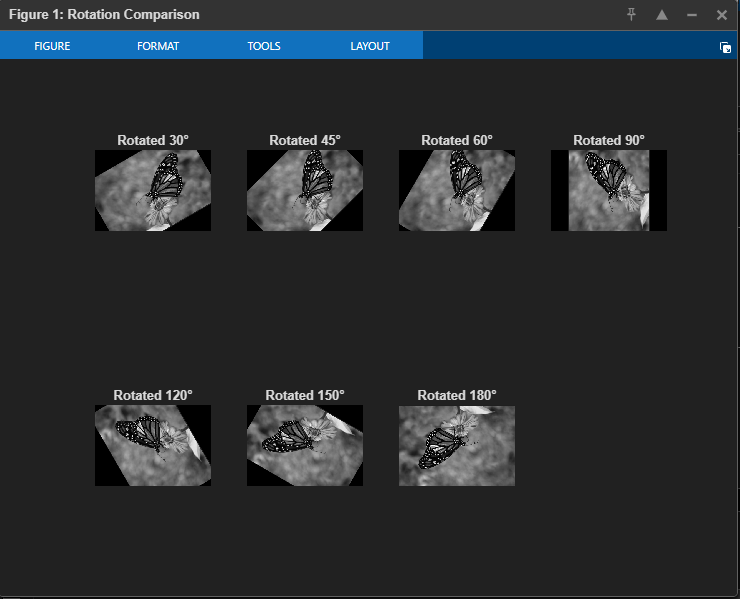 Figure 1: Rotation Comparison
FIGURE
FORMAT
TOOLS
LAYOUT
Rotated 30°
Rotated 45°
Rotated 60°
Rotated 90°
Rotated 120°
Rotated 150°
Rotated 180°